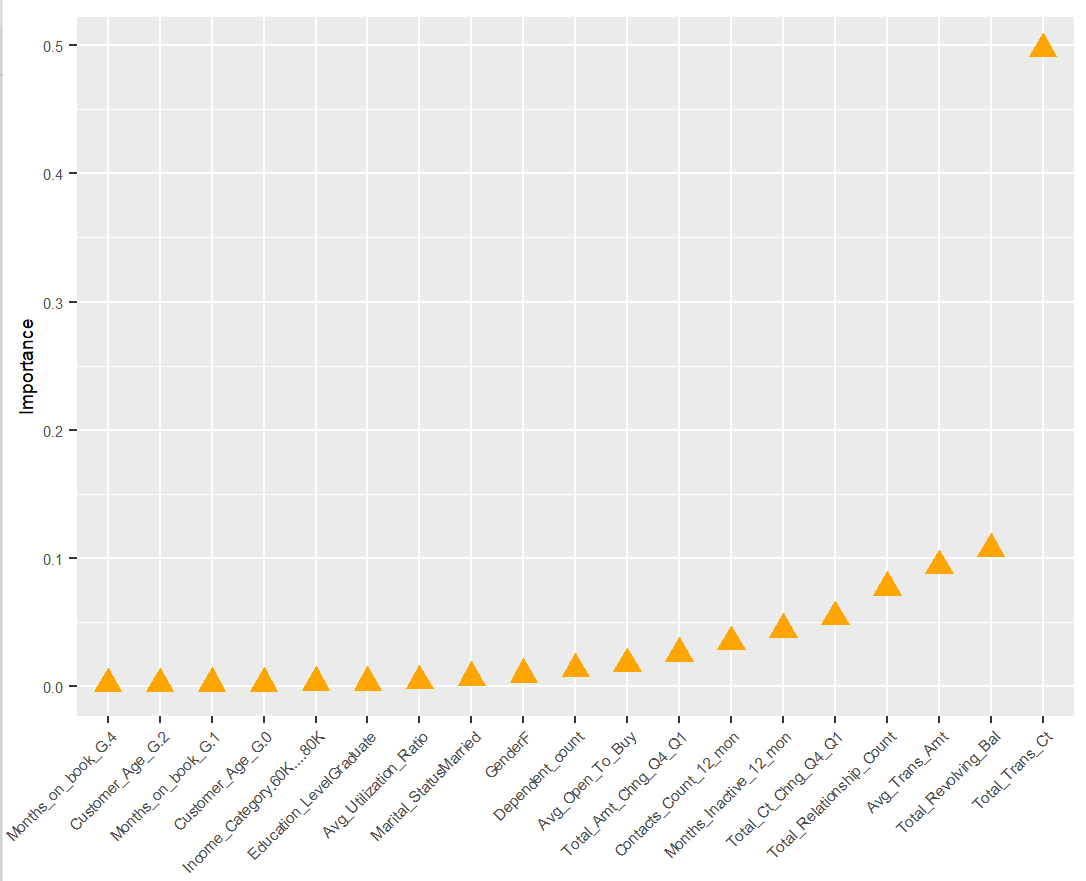 0.5
0.4
0.3
0.2
0.1
0.0
Importance
Months_on_book_G.4
Customer_Age_G.2
Months_on_book_G.1
Customer_Age_G.0
Income_Category.60K....80K
Education_LevelGraduate
Avg_Utilization_Ratio
Marital_StatusMarried
GenderF
Dependent_count
Avg_Open_To_Buy
Total_Amt_Chng_Q4_Q1
Contacts_Count_12_mon
Months_Inactive_12_mon
Total_Ct_Chng_Q4_Q1
Total_Relationship_Count
Avg_Trans_Amt
Total_Revolving_Bal
Total_Trans_Ct